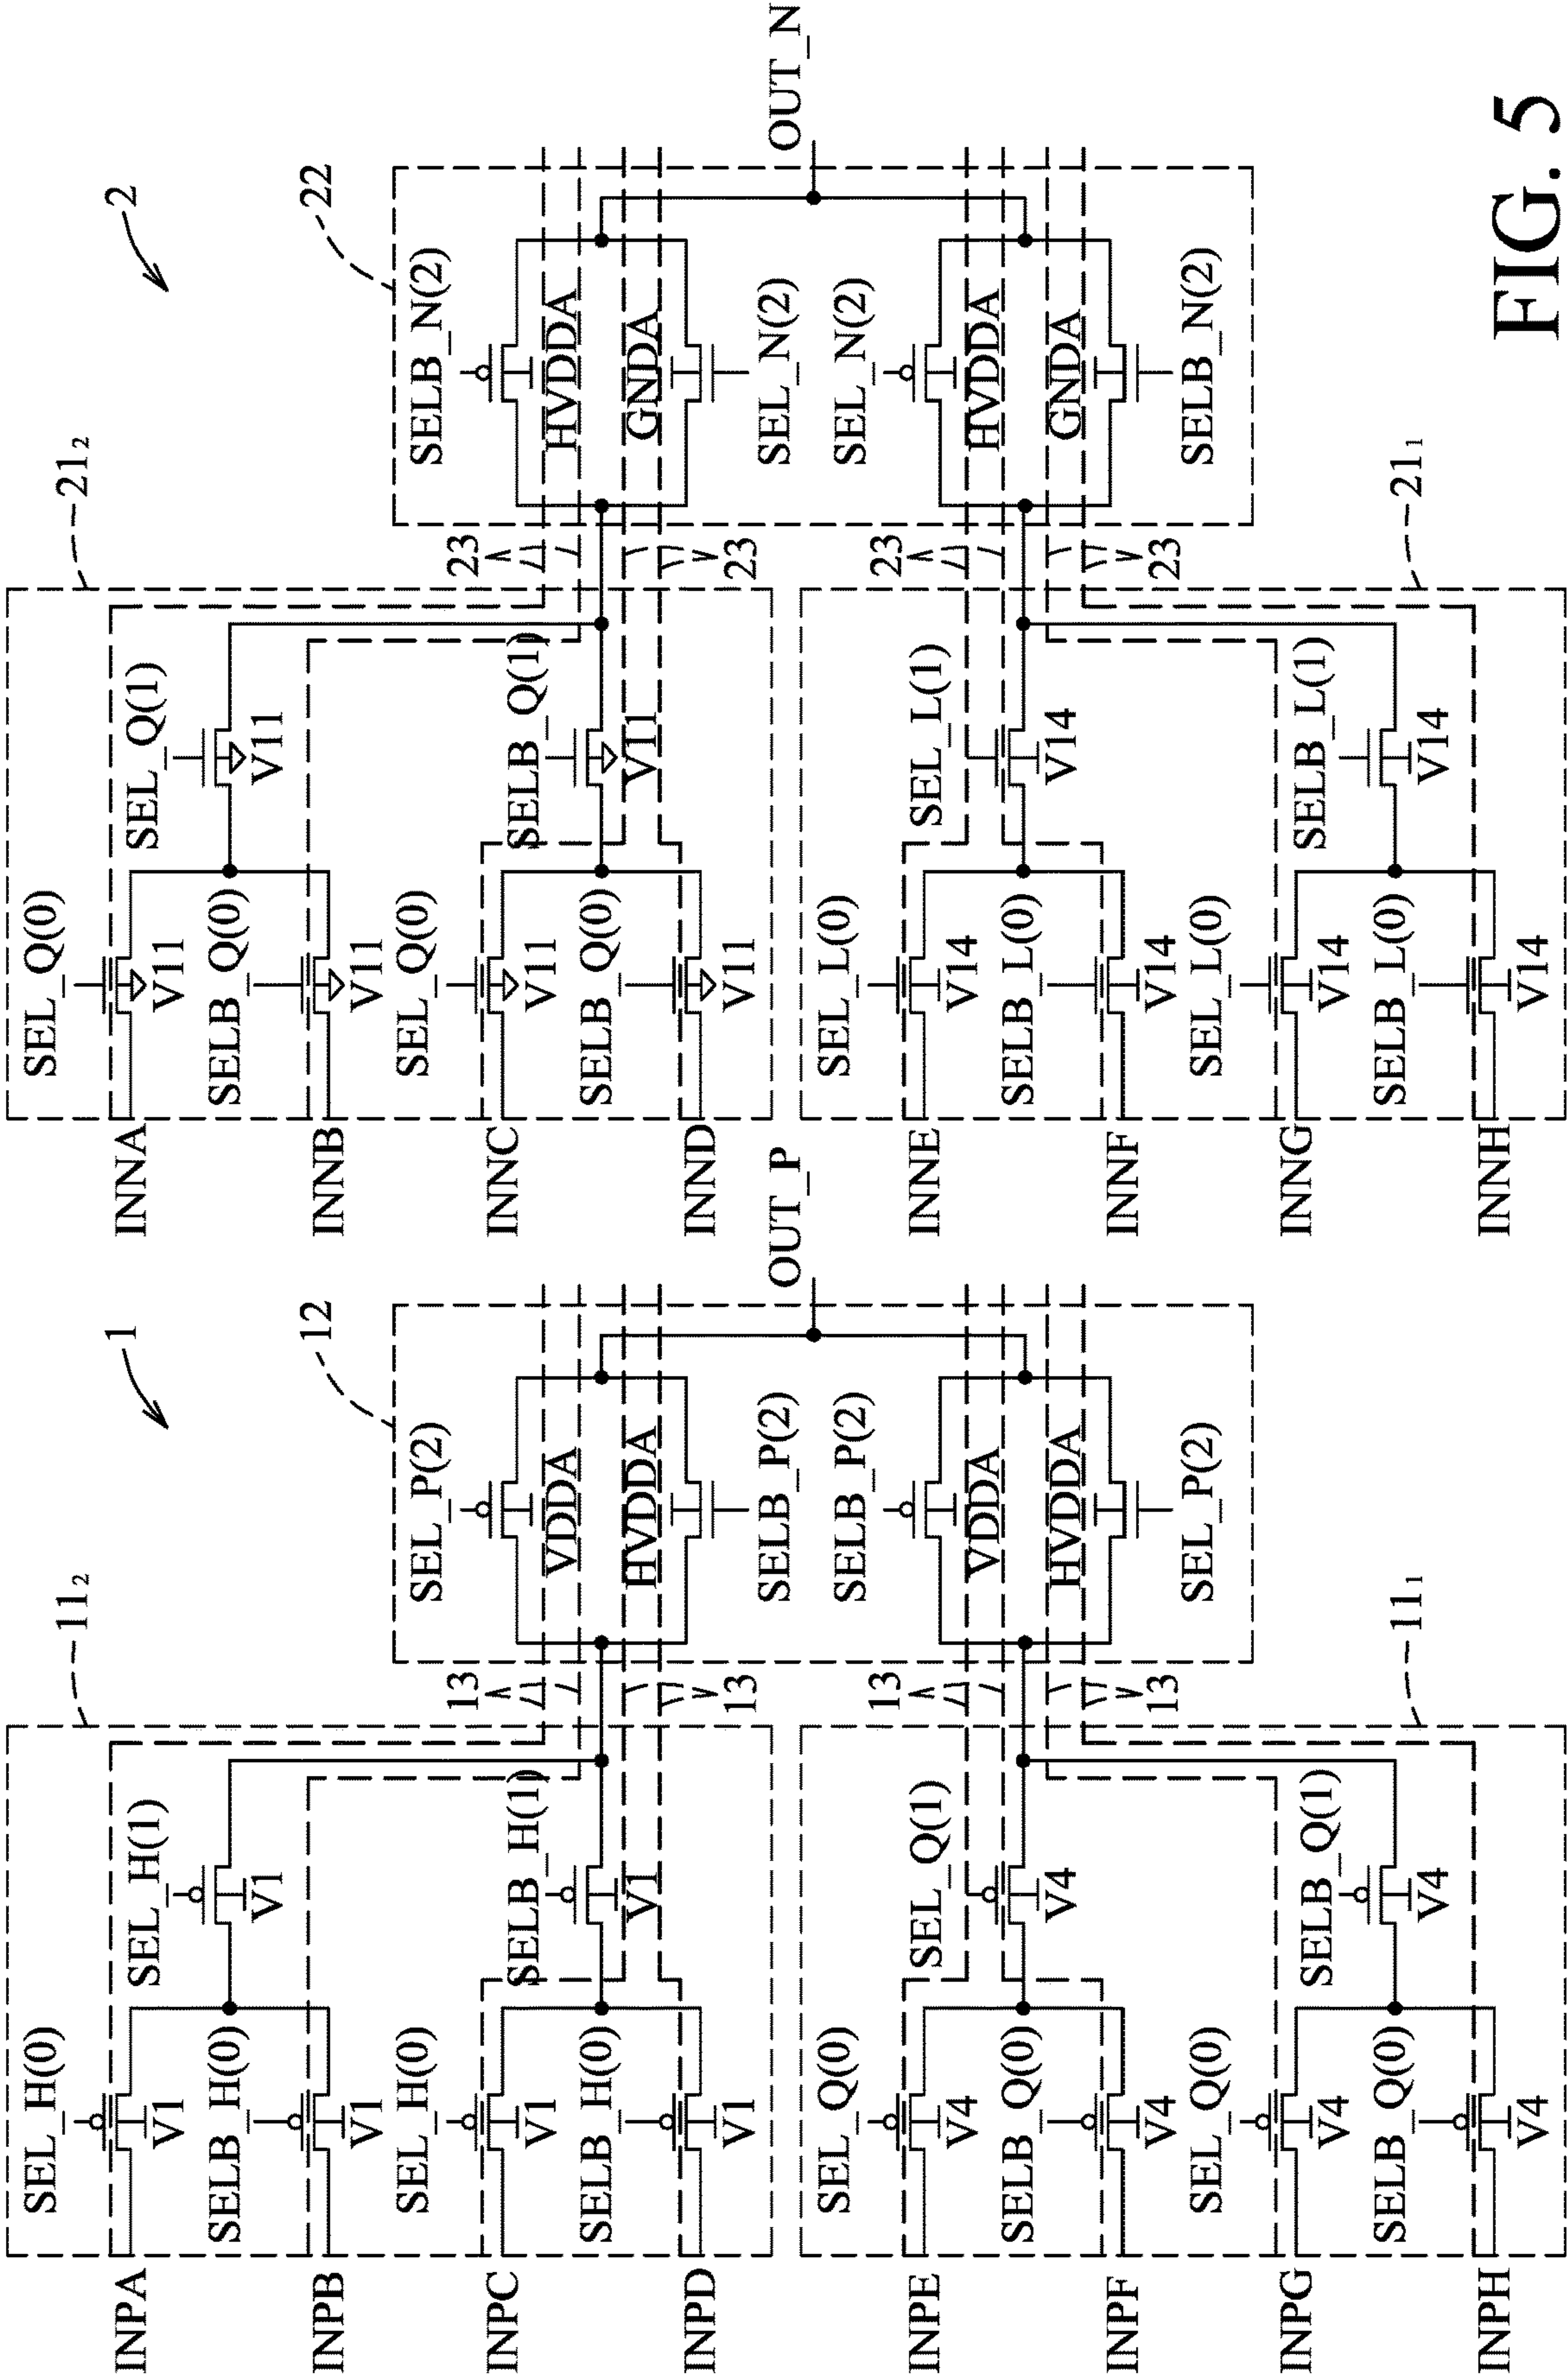 1
11₂
12
SEL_H(0)
INPA
V1
SEL_H(1)
V1
SELB_H(0)
INPB
V1
SEL_H(0)
INPC
V1
SELB_H(1)
V1
SELB_H(0)
INPD
V1
13
13
SEL_P(2)
VDDA
HVDDA
SELB_P(2)
OUT_P
SEL_Q(0)
INPE
V4
SEL_Q(1)
V4
SELB_Q(0)
INPF
V4
SEL_Q(0)
INPG
V4
SELB_Q(1)
V4
SELB_Q(0)
INPH
V4
13
13
SELB_P(2)
VDDA
HVDDA
SEL_P(2)
11₁
2
21₂
22
SEL_Q(0)
INNA
V11
SEL_Q(1)
V11
SELB_Q(0)
INNB
V11
SEL_Q(0)
INNC
V11
SELB_Q(1)
V11
SELB_Q(0)
IND
V11
23
23
SELB_N(2)
HVDDA
GNDA
SEL_N(2)
OUT_N
SEL_L(0)
INNE
V14
SEL_L(1)
V14
SELB_L(0)
INNF
V14
SEL_L(0)
INNG
V14
SELB_L(1)
V14
SELB_L(0)
INNH
V14
23
23
SEL_N(2)
HVDDA
GNDA
SELB_N(2)
21₁
FIG. 5